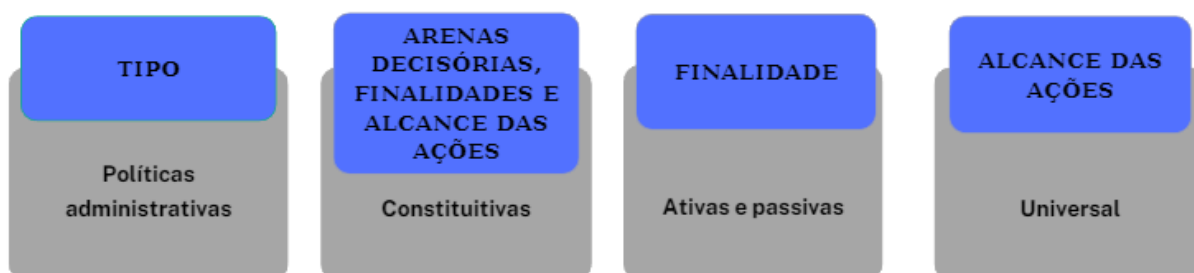 TIPO
Políticas
administrativas
ARENAS
DECISÓRIAS,
FINALIDADES E
ALCANCE DAS
AÇÕES
Constituitivas
FINALIDADE
Ativas e passivas
ALCANCE DAS
AÇÕES
Universal